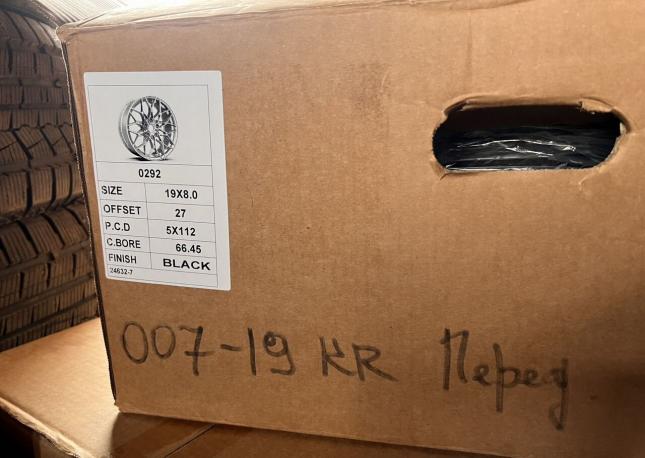 0292
SIZE 19X8.0
OFFSET 27
P.C.D 5X112
C.BORE 66.45
FINISH BLACK
24632-7
007-19 KR Перед